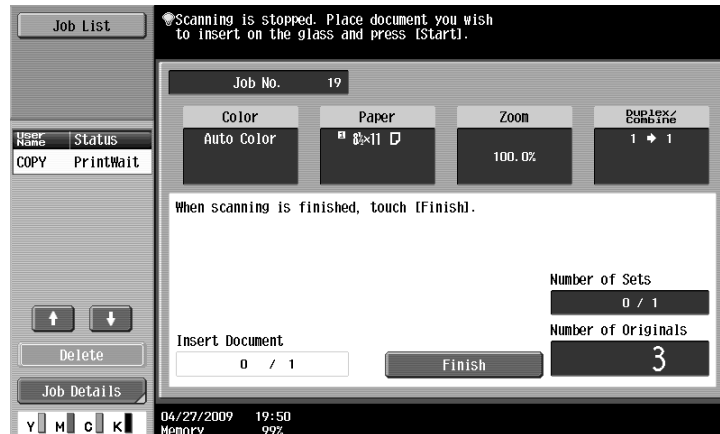 Job List
Scanning is stopped. Place document you wish
to insert on the glass and press [Start].
Job No. 19
Color
Paper
Zoom
Duplex/
Combine
Auto Color
1 8½×11
100.0%
1 → 1
User
Name
Status
COPY PrintWait
When scanning is finished, touch [Finish].
Number of Sets
0 / 1
Insert Document
0 / 1
Number of Originals
3
Finish
Delete
Job Details
Y M C K
04/27/2009 19:50
Memory 99%